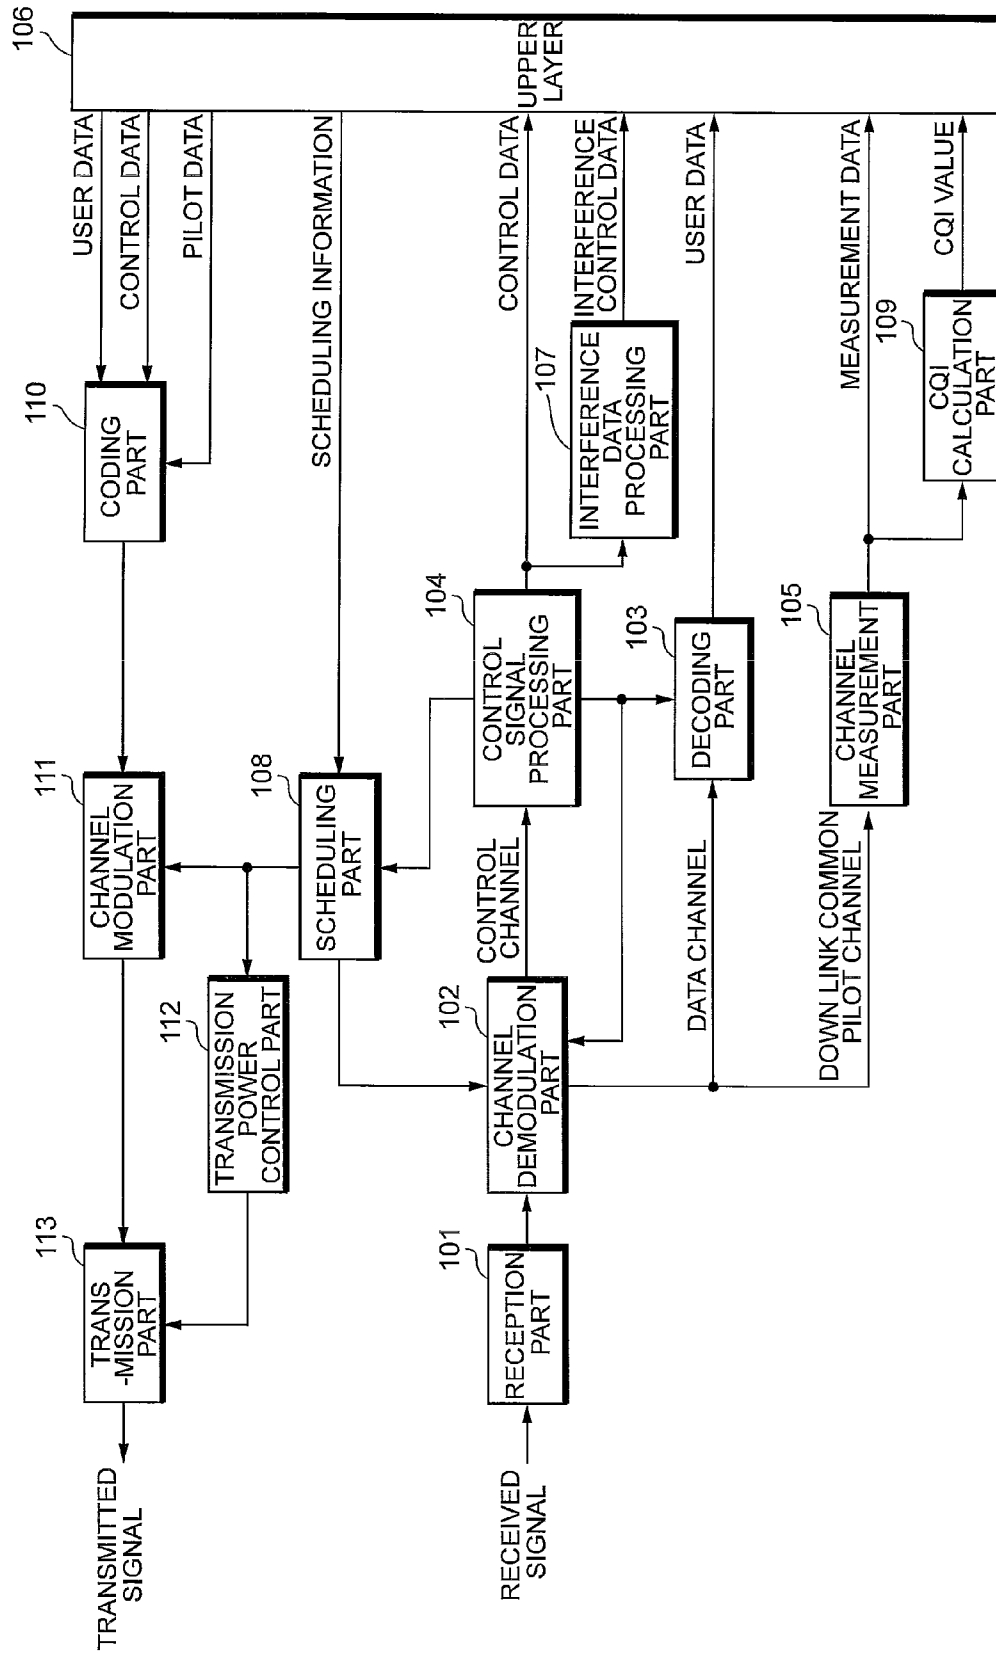 106
UPPER
LAYER
USER DATA
CONTROL DATA
PILOT DATA
SCHEDULING INFORMATION
CONTROL DATA
INTERFERENCE
CONTROL DATA
USER DATA
MEASUREMENT DATA
CQI VALUE
110
CODING
PART
107
INTERFERENCE
DATA
PROCESSING
PART
109
CQI
CALCULATION
PART
104
CONTROL
SIGNAL
PROCESSING
PART
103
DECODING
PART
105
CHANNEL
MEASUREMENT
PART
111
CHANNEL
MODULATION
PART
108
SCHEDULING
PART
CONTROL
CHANNEL
DATA CHANNEL
DOWN LINK COMMON
PILOT CHANNEL
112
TRANSMISSION
POWER
CONTROL PART
102
CHANNEL
DEMODULATION
PART
113
TRANS
-MISSION
PART
101
RECEPTION
PART
TRANSMITTED
SIGNAL
RECEIVED
SIGNAL